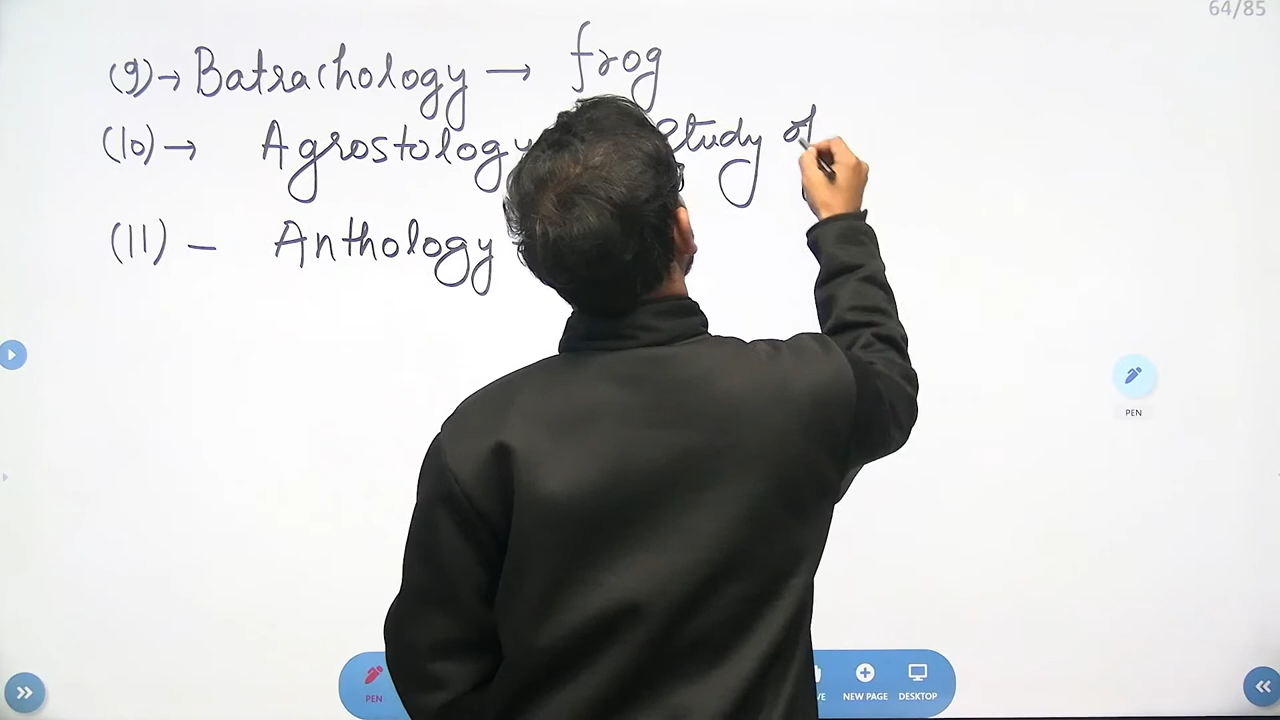 64/85
(9)→ Batrachology → frog
(10)→ Agrostology Study of
(11) - Anthology
PEN
PEN
NEW PAGE
DESKTOP